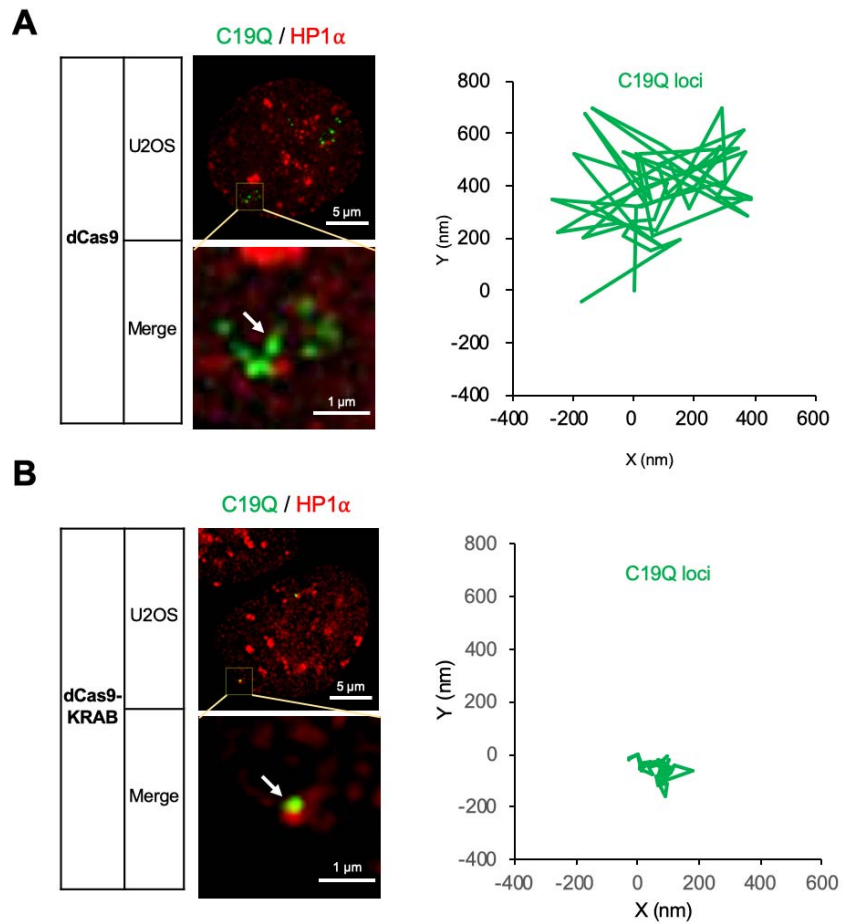 A
C19Q / HP1α
dCas9
U2OS
5 µm
Merge
1 µm
C19Q loci
800
600
400
200
0
-200
-400
Y (nm)
-400 -200 0 200 400 600
X (nm)
B
C19Q / HP1α
dCas9-
KRAB
U2OS
5 µm
Merge
1 µm
C19Q loci
800
600
400
200
0
-200
-400
Y (nm)
-400 -200 0 200 400 600
X (nm)